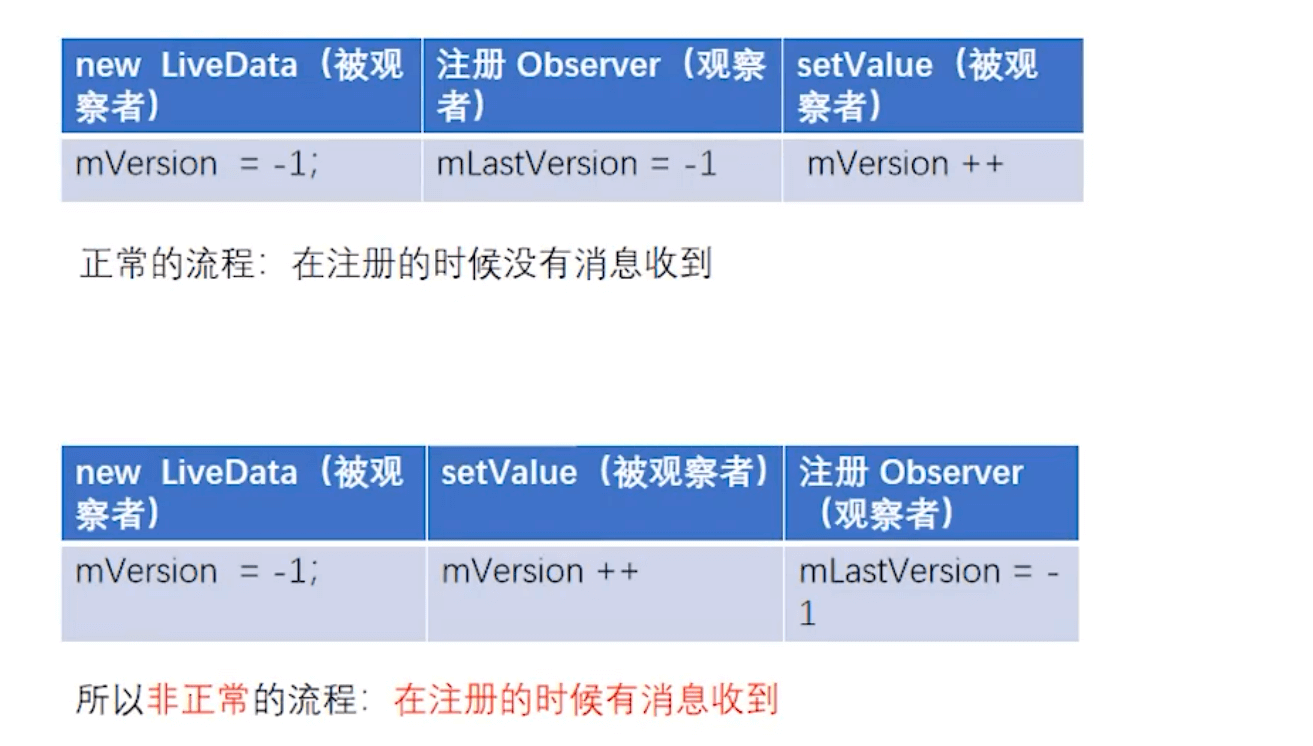 new LiveData（被观 注册 Observer（观察 setValue（被观
察者） 者） 察者）
mVersion = -1; mLastVersion = -1 mVersion ++
正常的流程：在注册的时候没有消息收到
new LiveData（被观 setValue（被观察者） 注册 Observer
察者） （观察者）
mVersion = -1; mVersion ++ mLastVersion = -
1
所以非正常的流程：在注册的时候有消息收到